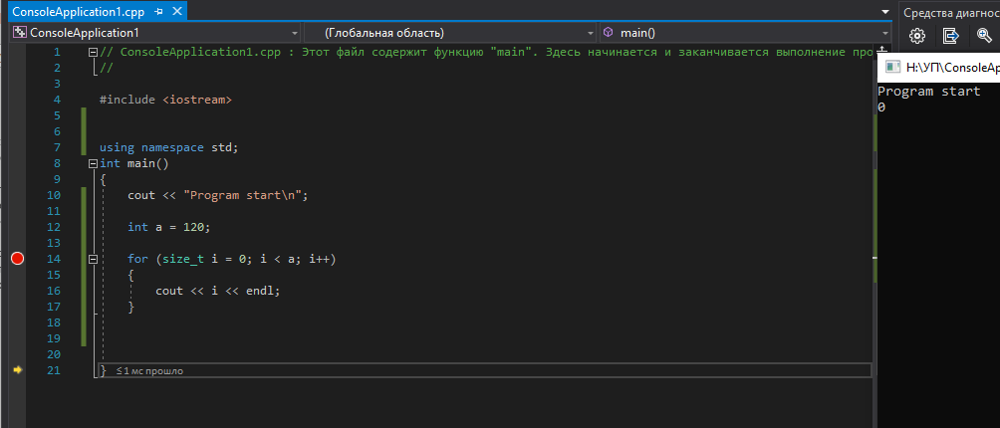 ConsoleApplication1.cpp
Средства диагнос
ConsoleApplication1 (Глобальная область) main()
1 // ConsoleApplication1.cpp : Этот файл содержит функцию "main". Здесь начинается и заканчивается выполнение про
2 //
3
4 #include <iostream>
5
6
7 using namespace std;
8 int main()
9 {
10 cout << "Program start\n";
11
12 int a = 120;
13
14 for (size_t i = 0; i < a; i++)
15 {
16 cout << i << endl;
17 }
18
19
20
21 } ≤1 мс прошло
H:\УП\ConsoleAp
Program start
0